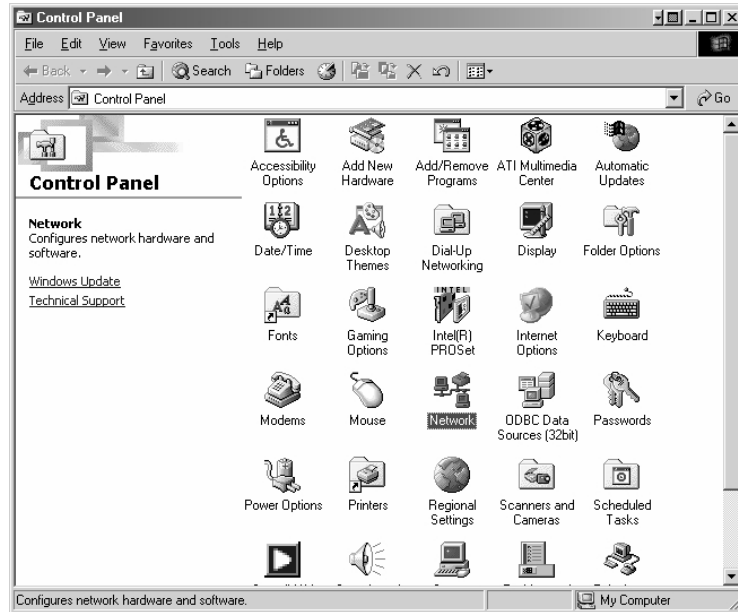 Control Panel
File Edit View Favorites Tools Help
Back Search Folders
Address Control Panel Go
Control Panel
Network
Configures network hardware and
software.
Windows Update
Technical Support
Accessibility
Options
Add New
Hardware
Add/Remove
Programs
ATI Multimedia
Center
Automatic
Updates
Date/Time
Desktop
Themes
Dial-Up
Networking
Display
Folder Options
Fonts
Gaming
Options
INTEL
Intel(R)
PROSet
Internet
Options
Keyboard
Modems
Mouse
Network
ODBC Data
Sources (32bit)
Passwords
Power Options
Printers
Regional
Settings
Scanners and
Cameras
Scheduled
Tasks
Configures network hardware and software.
My Computer